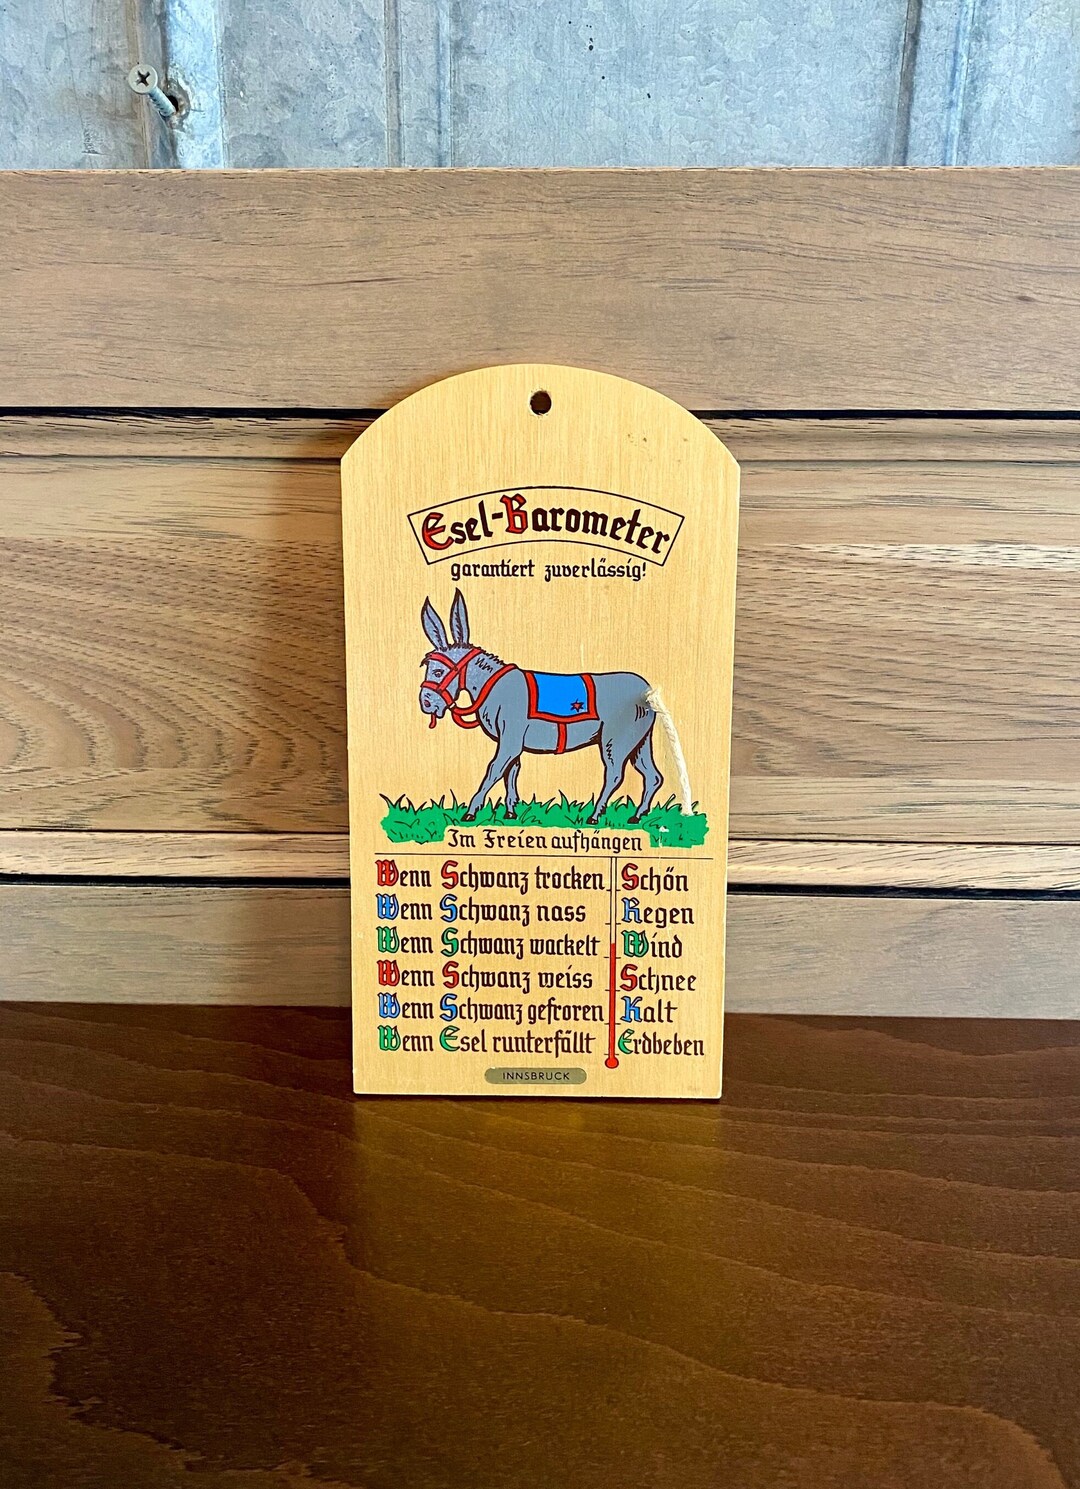 Esel-Barometer
garantiert zuverlässig!
Im Freien aufhängen
Wenn Schwanz trocken Schön
Wenn Schwanz nass Regen
Wenn Schwanz wackelt Wind
Wenn Schwanz weiss Schnee
Wenn Schwanz gefroren Kalt
Wenn Esel runterfällt Erdbeben
INNSBRUCK